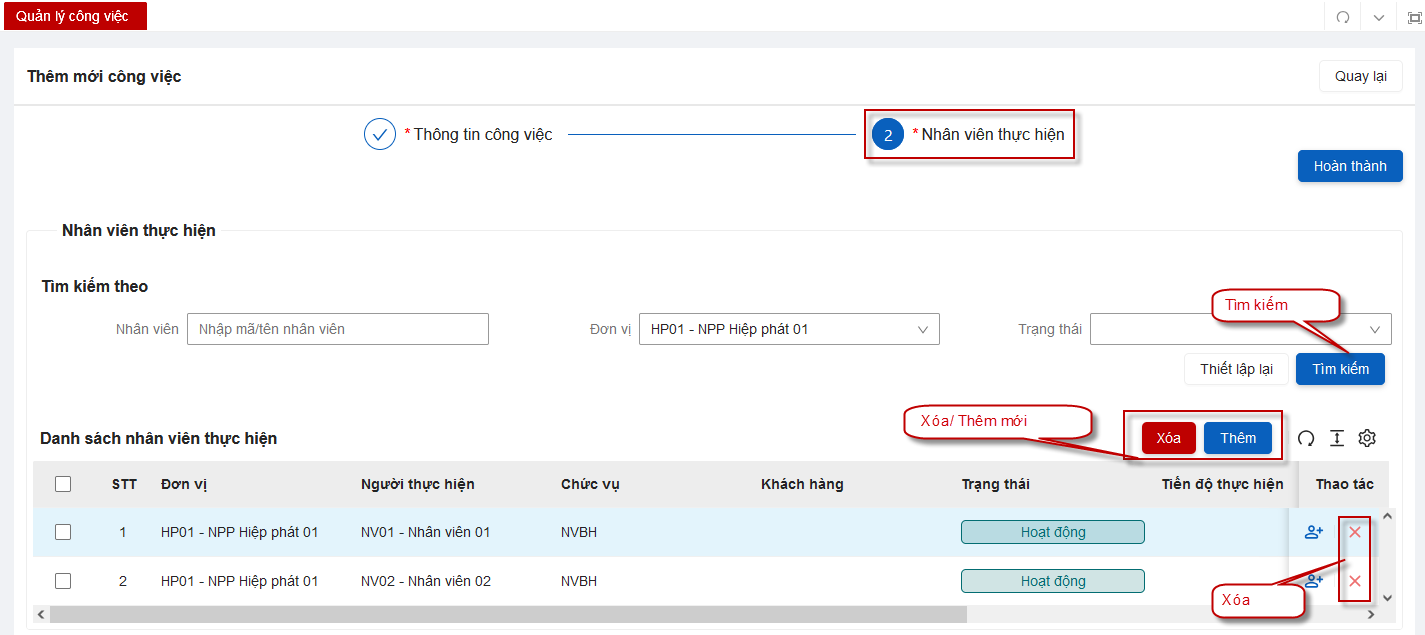 Quản lý công việc
Thêm mới công việc
Quay lại
* Thông tin công việc
2 * Nhân viên thực hiện
Hoàn thành
Nhân viên thực hiện
Tìm kiếm theo
Tìm kiếm
Nhân viên Nhập mã/tên nhân viên Đơn vị HP01 - NPP Hiệp phát 01 Trạng thái
Thiết lập lại Tìm kiếm
Xóa/ Thêm mới
Danh sách nhân viên thực hiện Xóa Thêm
STT Đơn vị Người thực hiện Chức vụ Khách hàng Trạng thái Tiến độ thực hiện Thao tác
1 HP01 - NPP Hiệp phát 01 NV01 - Nhân viên 01 NVBH Hoạt động
2 HP01 - NPP Hiệp phát 01 NV02 - Nhân viên 02 NVBH Hoạt động
Xóa